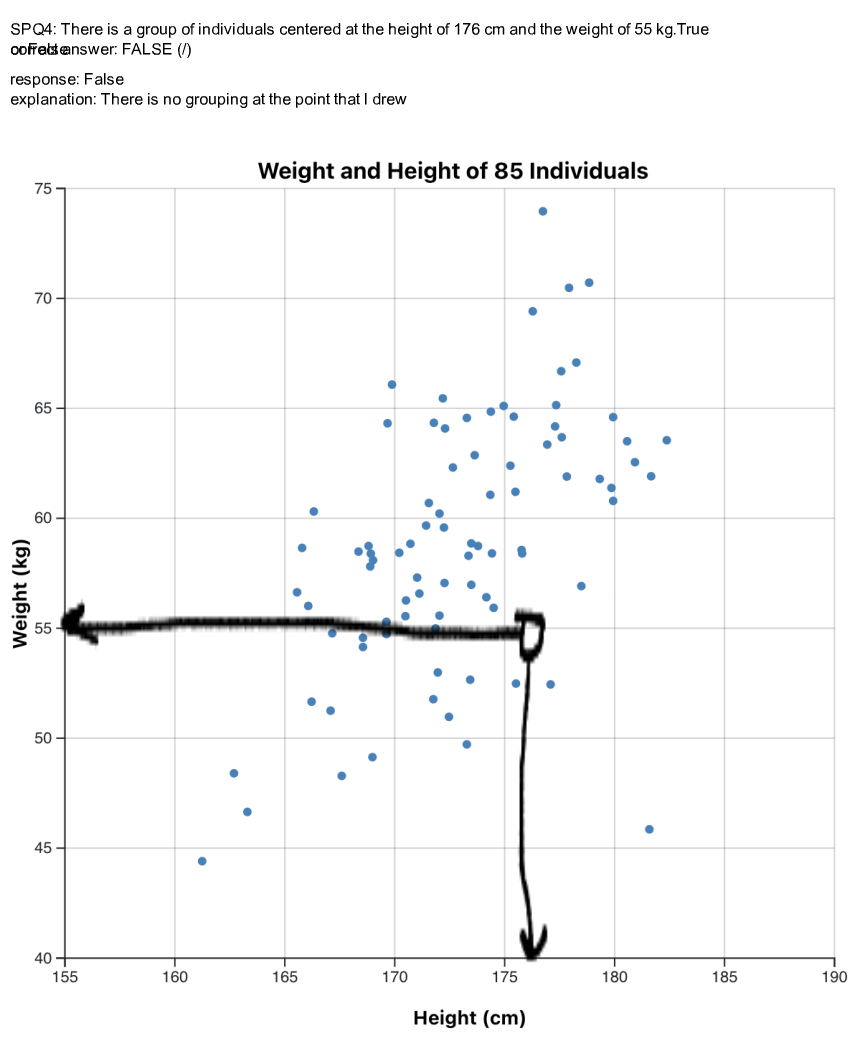 SPQ4: There is a group of individuals centered at the height of 176 cm and the weight of 55 kg.True
answer: FALSE (/)
response: False
explanation: There is no grouping at the point that I drew
Weight and Height of 85 Individuals
75
70
65
60
55
50
45
40
Weight (kg)
155 160 165 170 175 180 185 190
Height (cm)